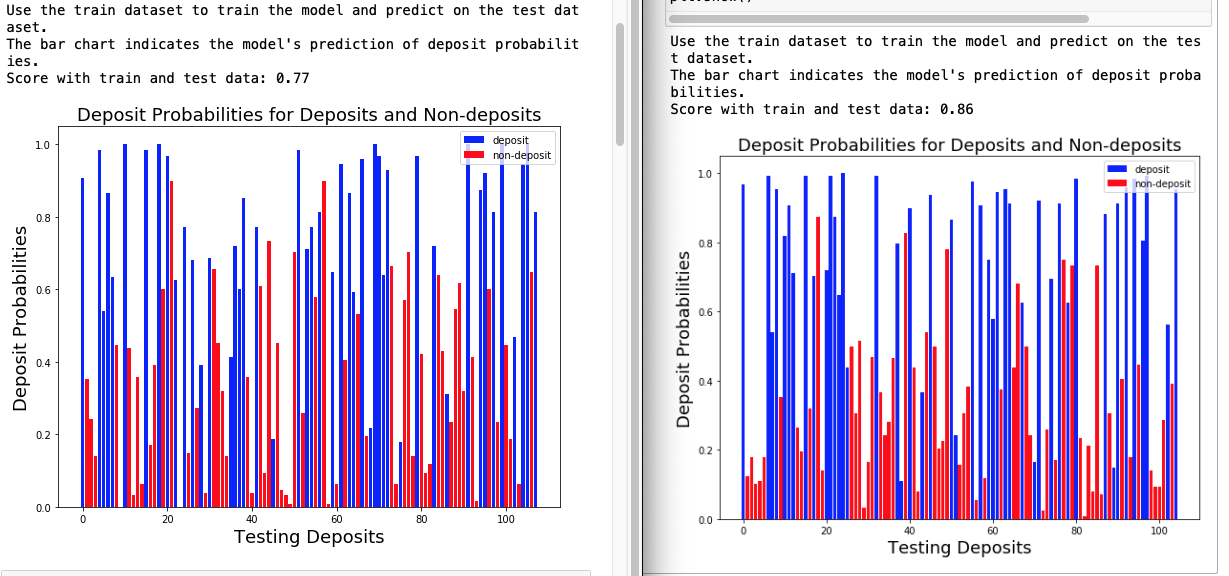 Use the train dataset to train the model and predict on the test dat
aset.
The bar chart indicates the model's prediction of deposit probabilit
ies.
Score with train and test data: 0.77
Deposit Probabilities for Deposits and Non-deposits
deposit
non-deposit
1.0
0.8
0.6
0.4
0.2
0.0
Deposit Probabilities
0 20 40 60 80 100
Testing Deposits
Use the train dataset to train the model and predict on the tes
t dataset.
The bar chart indicates the model's prediction of deposit proba
bilities.
Score with train and test data: 0.86
Deposit Probabilities for Deposits and Non-deposits
deposit
non-deposit
1.0
0.8
0.6
0.4
0.2
0.0
Deposit Probabilities
0 20 40 60 80 100
Testing Deposits